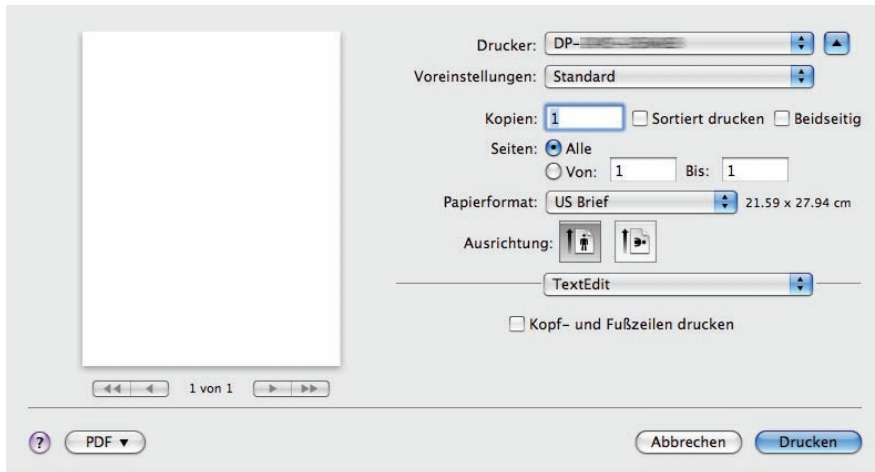 Drucker: DP-
Voreinstellungen: Standard
Kopien: 1 Sortiert drucken Beidseitig
Seiten: Alle
Von: 1 Bis: 1
Papierformat: US Brief 21.59 x 27.94 cm
Ausrichtung:
TextEdit
Kopf- und Fußzeilen drucken
1 von 1
? PDF Abbrechen Drucken